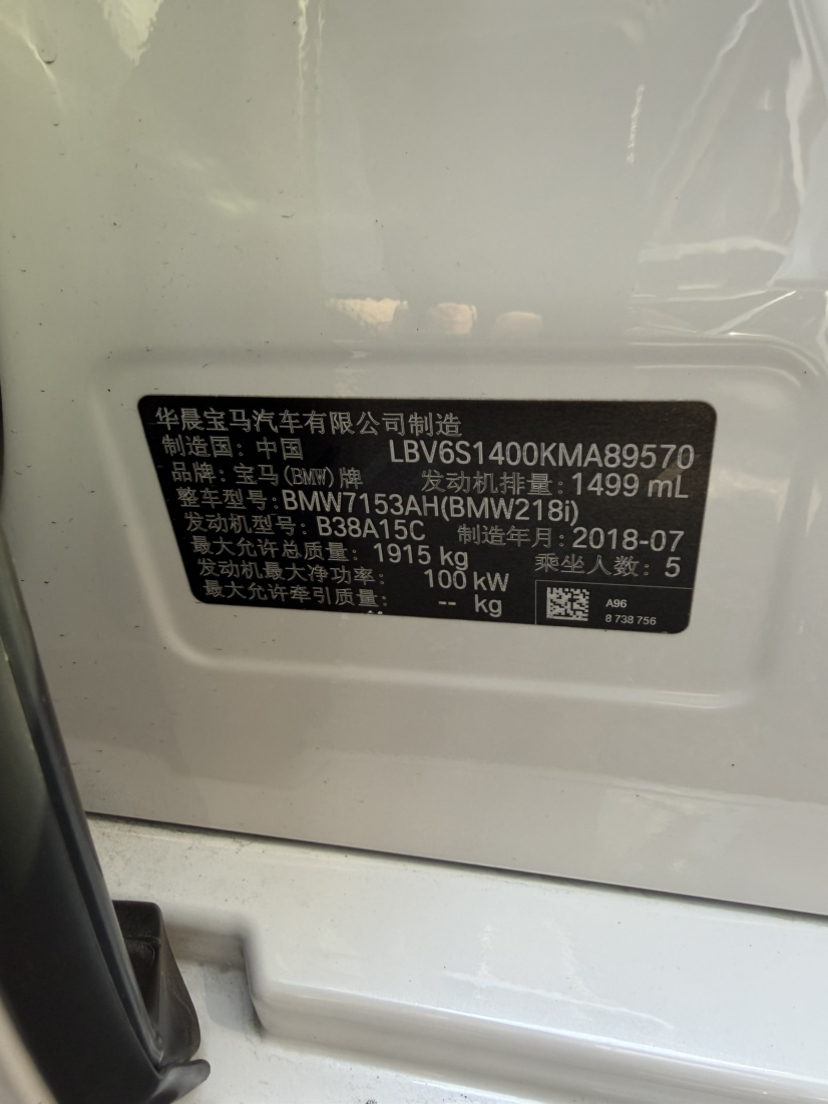 华晨宝马汽车有限公司制造
制造国：中国 LBV6S1400KMA89570
品牌：宝马(BMW)牌 发动机排量：1499 mL
整车型号：BMW7153AH(BMW218i)
发动机型号：B38A15C 制造年月：2018-07
最大允许总质量：1915 kg 乘坐人数：5
发动机最大净功率：100 kW
最大允许牵引质量：-- kg
A96
8 738 756